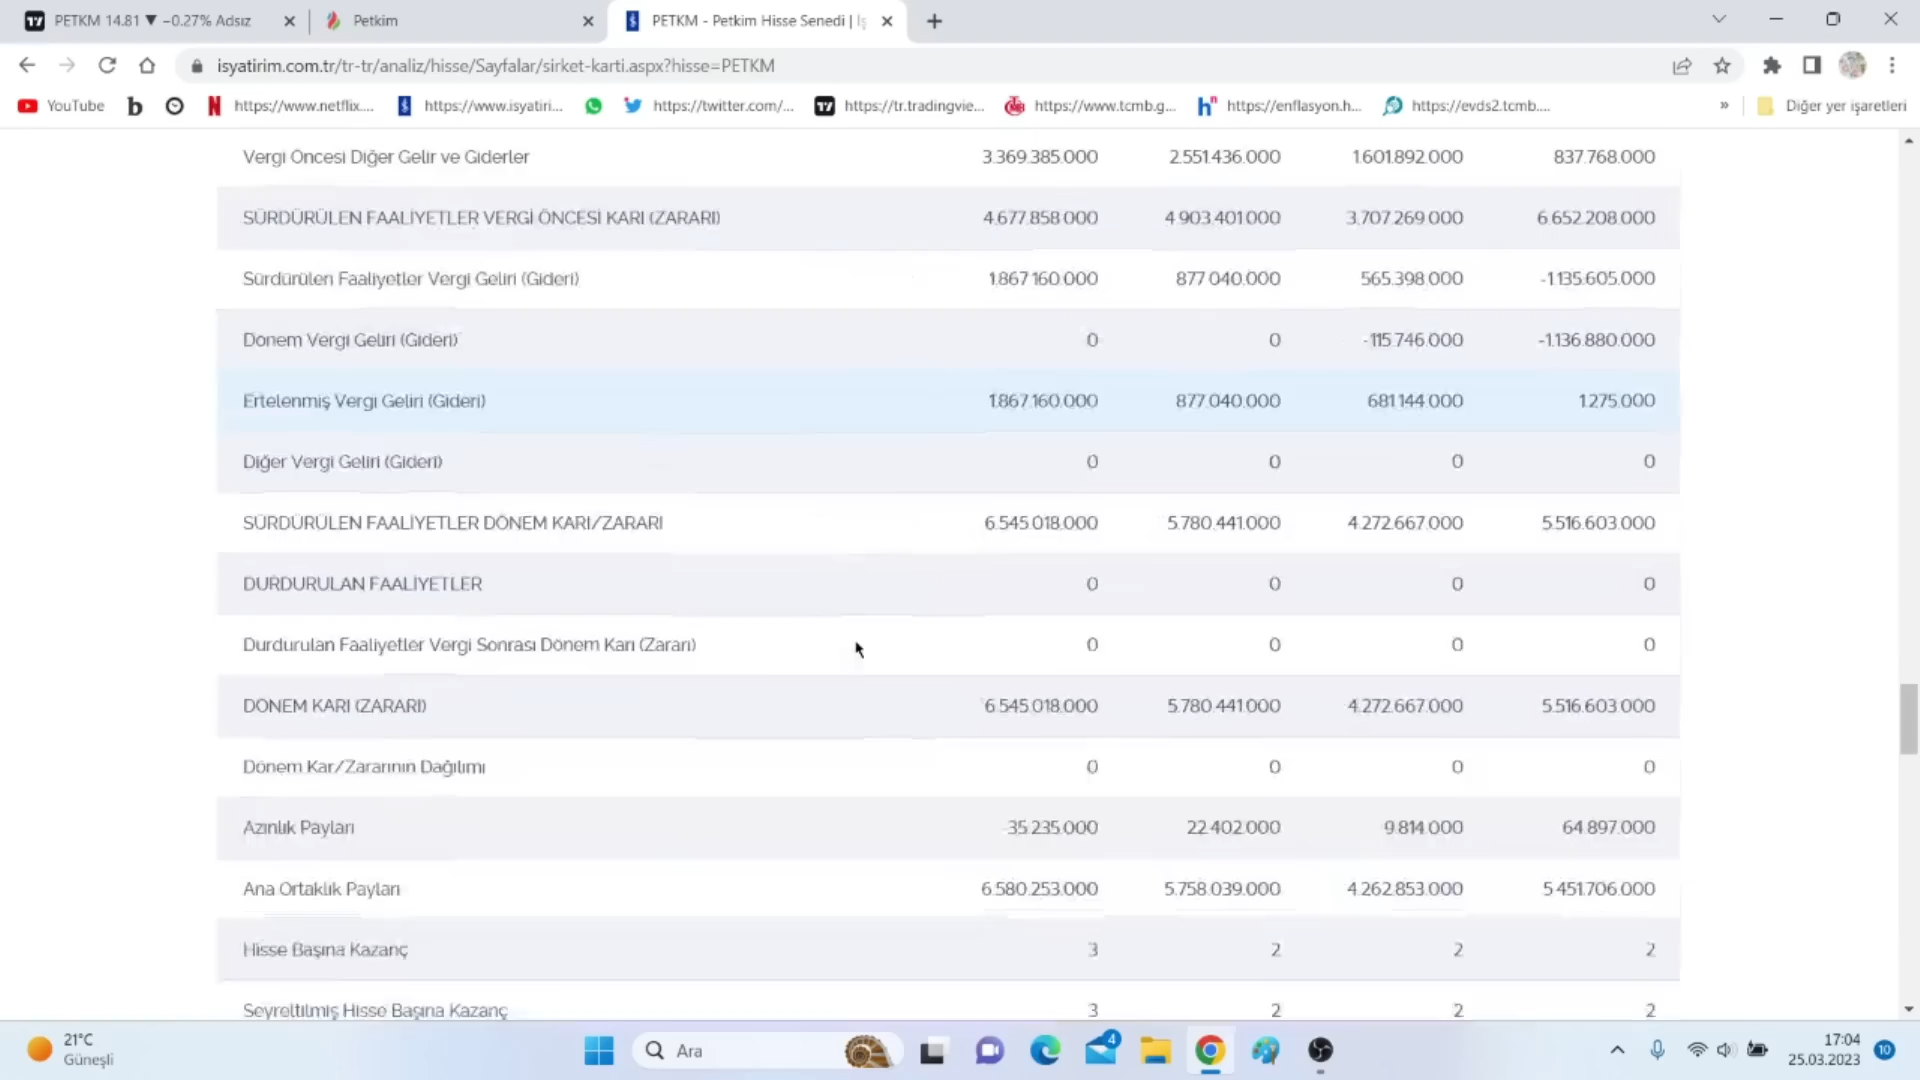 PETKM 14.81 ▼ −0.27% Adsız
Petkim
PETKM - Petkim Hisse Senedi | İş
isyatirim.com.tr/tr-tr/analiz/hisse/Sayfalar/sirket-karti.aspx?hisse=PETKM
YouTube
https://www.netflix....
https://www.isyatiri...
https://twitter.com/...
https://tr.tradingvie...
https://www.tcmb.g...
https://enflasyon.h...
https://evds2.tcmb....
»
Diğer yer işaretleri
Vergi Öncesi Diğer Gelir ve Giderler 3.369.385.000 2.551.436.000 1.601.892.000 837.768.000
SÜRDÜRÜLEN FAALİYETLER VERGİ ÖNCESİ KARI (ZARARI) 4.677.858.000 4.903.401.000 3.707.269.000 6.652.208.000
Sürdürülen Faaliyetler Vergi Geliri (Gideri) 1.867.160.000 877.040.000 565.398.000 -1.135.605.000
Dönem Vergi Geliri (Gideri) 0 0 -115.746.000 -1.136.880.000
Ertelenmiş Vergi Geliri (Gideri) 1.867.160.000 877.040.000 681.144.000 1.275.000
Diğer Vergi Geliri (Gideri) 0 0 0 0
SÜRDÜRÜLEN FAALİYETLER DÖNEM KARI/ZARARI 6.545.018.000 5.780.441.000 4.272.667.000 5.516.603.000
DURDURULAN FAALİYETLER 0 0 0 0
Durdurulan Faaliyetler Vergi Sonrası Dönem Karı (Zararı) 0 0 0 0
DÖNEM KARI (ZARARI) 6.545.018.000 5.780.441.000 4.272.667.000 5.516.603.000
Dönem Kar/Zararının Dağılımı 0 0 0 0
Azınlık Payları -35.235.000 22.402.000 9.814.000 64.897.000
Ana Ortaklık Payları 6.580.253.000 5.758.039.000 4.262.853.000 5.451.706.000
Hisse Başına Kazanç 3 2 2 2
Seyreltilmiş Hisse Başına Kazanç 3 2 2 2
21°C
Güneşli
Ara
4
17:04
25.03.2023
10